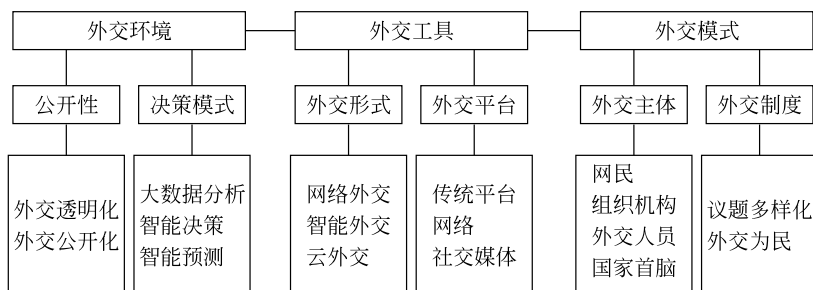 外交环境
外交工具
外交模式
公开性
决策模式
外交形式
外交平台
外交主体
外交制度
外交透明化
外交公开化
大数据分析
智能决策
智能预测
网络外交
智能外交
云外交
传统平台
网络
社交媒体
网民
组织机构
外交人员
国家首脑
议题多样化
外交为民